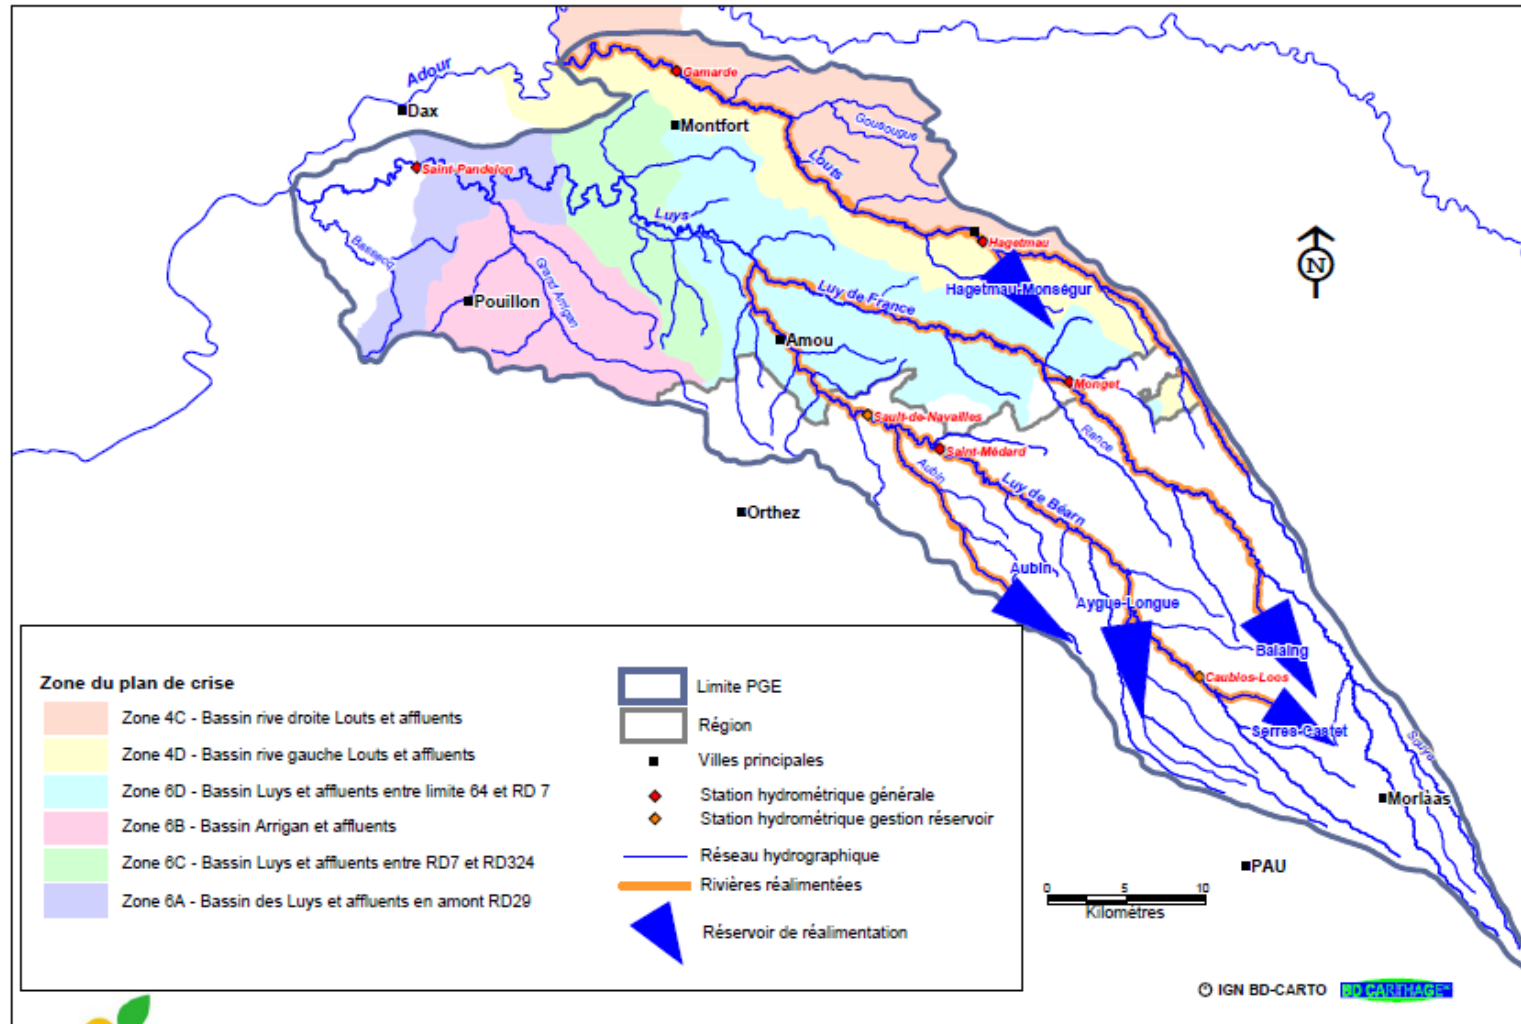 Adour
Dax
Gamarde
Montfort
Gousougue
Louts
Saint-Pandelon
Luys
Bassecq
Grand Arrigan
Pouillon
Hagetmau
Hagetmau-Monségur
Luy de France
Amou
Monget
Sault-de-Navailles
Rance
Saint-Médard
Aubin
Luy de Béarn
Orthez
Aubin
Aygue-Longue
Balaing
Caubios-Loos
Serres-Castet
Souye
Morlaas
PAU
N
Zone du plan de crise
Zone 4C - Bassin rive droite Louts et affluents
Zone 4D - Bassin rive gauche Louts et affluents
Zone 6D - Bassin Luys et affluents entre limite 64 et RD 7
Zone 6B - Bassin Arrigan et affluents
Zone 6C - Bassin Luys et affluents entre RD7 et RD324
Zone 6A - Bassin des Luys et affluents en amont RD29
Limite PGE
Région
Villes principales
Station hydrométrique générale
Station hydrométrique gestion réservoir
Réseau hydrographique
Rivières réalimentées
Réservoir de réalimentation
0 5 10
Kilométres
© IGN BD-CARTO BD CARTHAGE